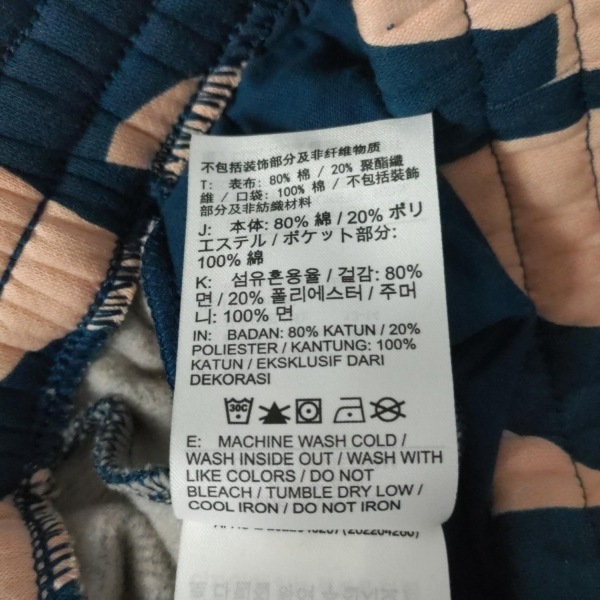 不包括装饰部分及非纤维物质
T: 表布: 80% 棉 / 20% 聚酯纖
維 / 口袋: 100% 棉 / 不包括裝飾
部分及非紡織材料
J: 本体: 80% 綿 / 20% ポリ
エステル / ポケット部分:
100% 綿
K: 섬유혼용율 / 겉감: 80%
면 / 20% 폴리에스터 / 주머
니: 100% 면
IN: BADAN: 80% KATUN / 20%
POLIESTER / KANTUNG: 100%
KATUN / EKSKLUSIF DARI
DEKORASI
30C
E: MACHINE WASH COLD /
WASH INSIDE OUT / WASH WITH
LIKE COLORS / DO NOT
BLEACH / TUMBLE DRY LOW /
COOL IRON / DO NOT IRON